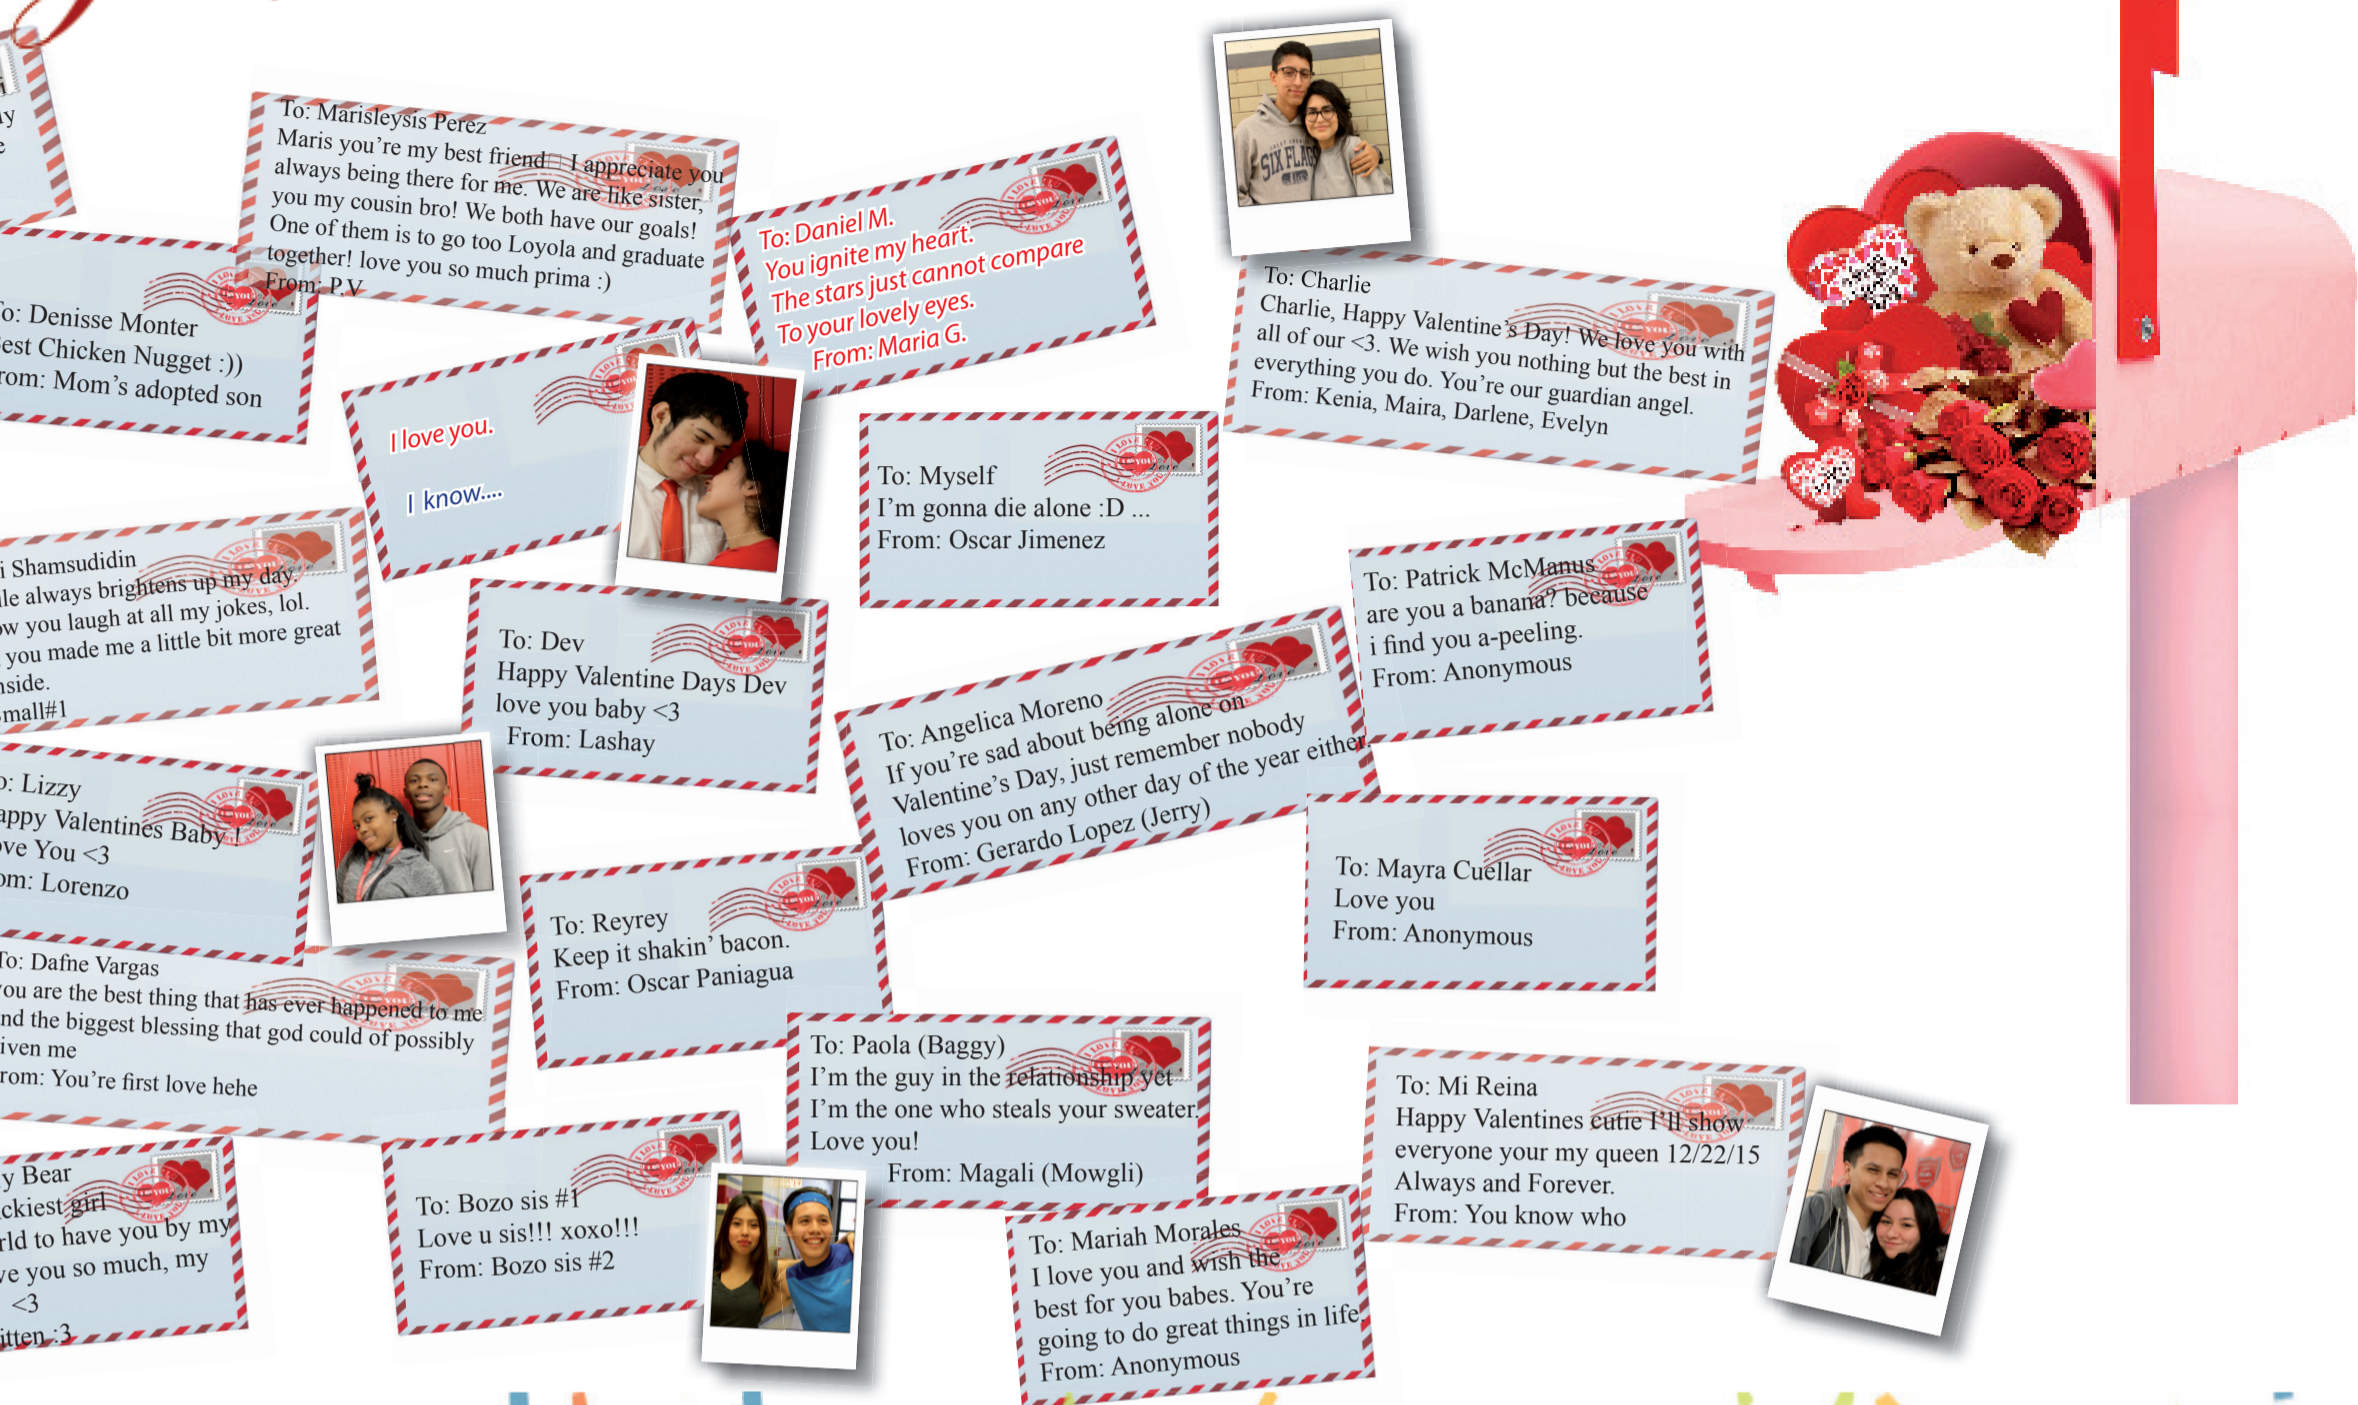 To: Marisleysis Perez
Maris you're my best friend□ I appreciate you
always being there for me. We are like sister,
you my cousin bro! We both have our goals!
One of them is to go too Loyola and graduate
together! love you so much prima :)
From: P.V
To: Daniel M.
You ignite my heart.
The stars just cannot compare
To your lovely eyes.
From: Maria G.
SIX FLAGS
To: Charlie
Charlie, Happy Valentine's Day! We love you with
all of our <3. We wish you nothing but the best in
everything you do. You're our guardian angel.
From: Kenia, Maira, Darlene, Evelyn
o: Denisse Monter
est Chicken Nugget :))
rom: Mom's adopted son
I love you.
I know....
To: Myself
I'm gonna die alone :D ...
From: Oscar Jimenez
i Shamsudidin
le always brightens up my day.
ow you laugh at all my jokes, lol.
you made me a little bit more great
nside.
mall#1
To: Dev
Happy Valentine Days Dev
love you baby <3
From: Lashay
To: Angelica Moreno
If you're sad about being alone on
Valentine's Day, just remember nobody
loves you on any other day of the year either.
From: Gerardo Lopez (Jerry)
To: Patrick McManus
are you a banana? because
i find you a-peeling.
From: Anonymous
o: Lizzy
appy Valentines Baby !
ove You <3
om: Lorenzo
To: Reyrey
Keep it shakin' bacon.
From: Oscar Paniagua
To: Mayra Cuellar
Love you
From: Anonymous
To: Dafne Vargas
you are the best thing that has ever happened to me
nd the biggest blessing that god could of possibly
iven me
rom: You're first love hehe
To: Paola (Baggy)
I'm the guy in the relationship yet
I'm the one who steals your sweater.
Love you!
From: Magali (Mowgli)
To: Mi Reina
Happy Valentines cutie I'll show
everyone your my queen 12/22/15
Always and Forever.
From: You know who
y Bear
ckiest girl
rld to have you by my
ve you so much, my
<3
itten :3
To: Bozo sis #1
Love u sis!!! xoxo!!!
From: Bozo sis #2
To: Mariah Morales
I love you and wish the
best for you babes. You're
going to do great things in life.
From: Anonymous